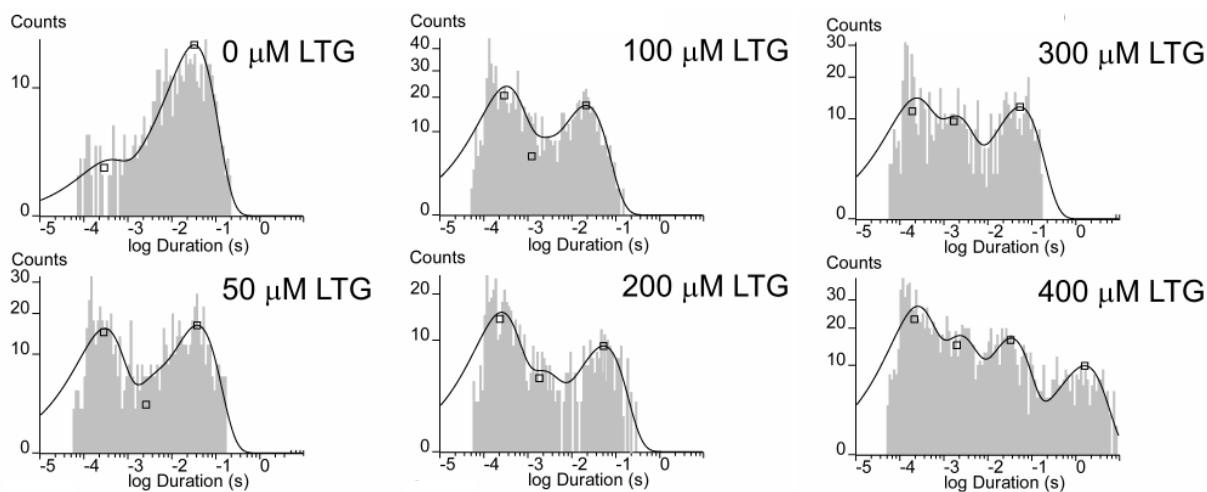 Counts
0 μM LTG
10
0
-5 -4 -3 -2 -1 0
log Duration (s)
Counts
100 μM LTG
40
30
20
10
0
-5 -4 -3 -2 -1 0
log Duration (s)
Counts
300 μM LTG
30
20
10
0
-5 -4 -3 -2 -1 0
log Duration (s)
Counts
50 μM LTG
30
20
10
0
-5 -4 -3 -2 -1 0
log Duration (s)
Counts
200 μM LTG
20
10
0
-5 -4 -3 -2 -1 0
log Duration (s)
Counts
400 μM LTG
30
20
10
0
-5 -4 -3 -2 -1 0
log Duration (s)